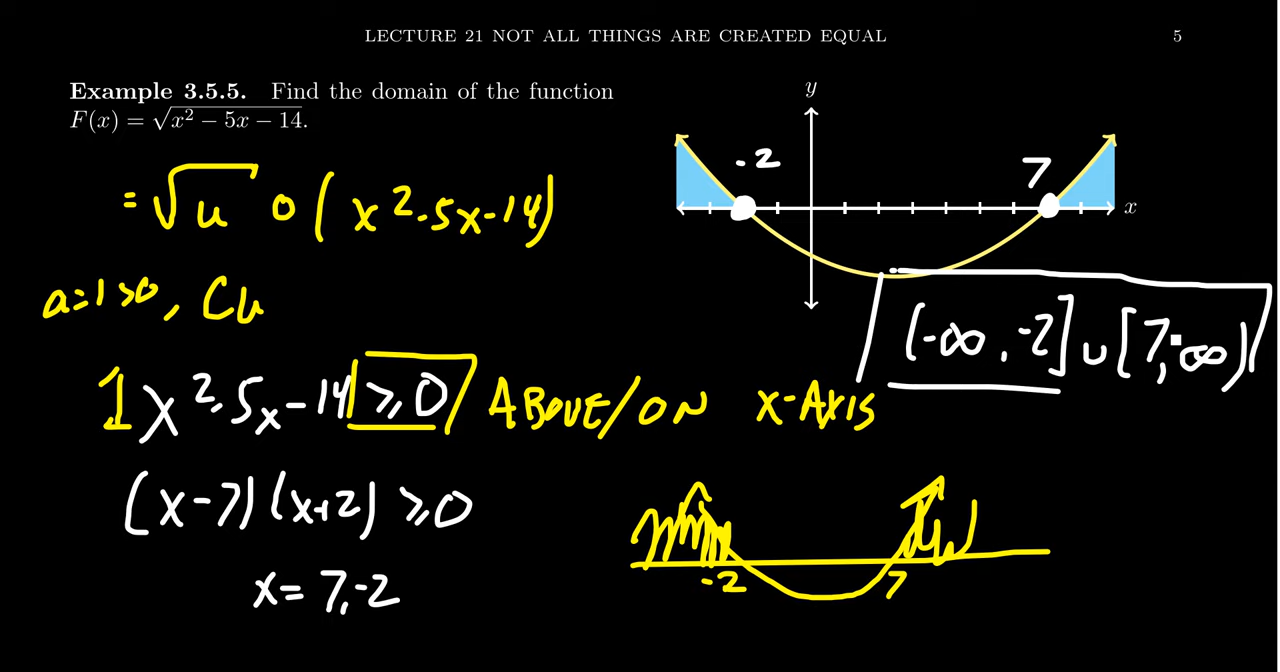 LECTURE 21 NOT ALL THINGS ARE CREATED EQUAL 5
Example 3.5.5. Find the domain of the function
F(x) = √(x² − 5x − 14).
= √u ∘ (x² - 5x - 14)
a = 1 > 0, CU
1x² - 5x - 14 ≥ 0 ABOVE/ON X-AXIS
(x - 7)(x + 2) ≥ 0
x = 7, -2
y
-2 7
x
(-∞, -2] ∪ [7, ∞)
-2 7